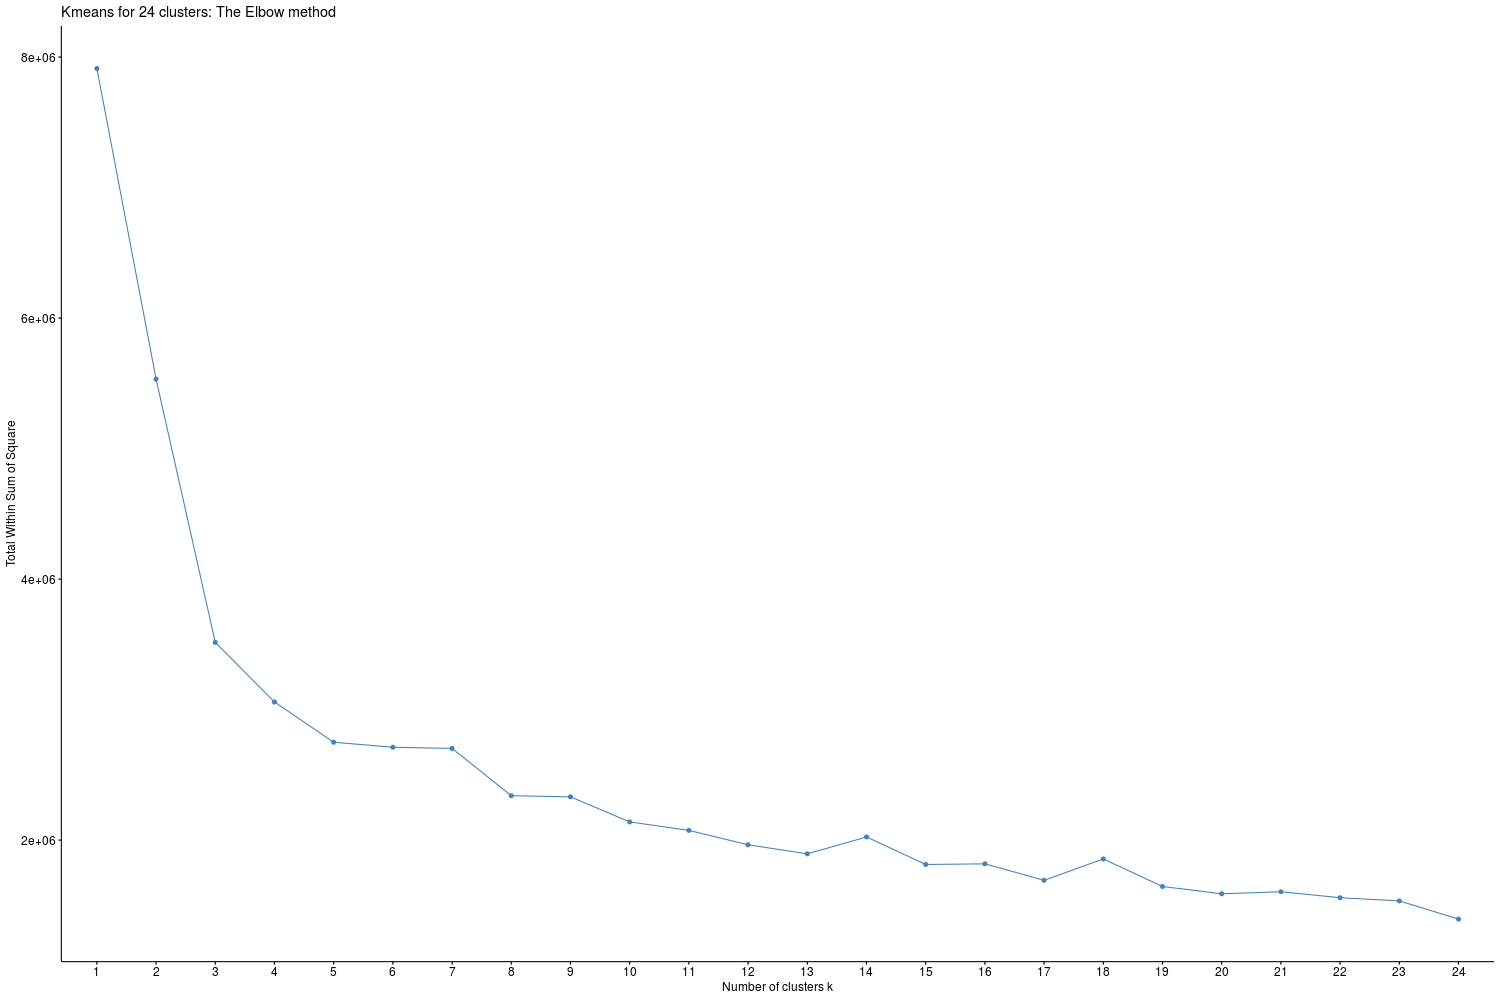 Kmeans for 24 clusters: The Elbow method
8e+06
6e+06
4e+06
2e+06
Total Within Sum of Square
1 2 3 4 5 6 7 8 9 10 11 12 13 14 15 16 17 18 19 20 21 22 23 24
Number of clusters k